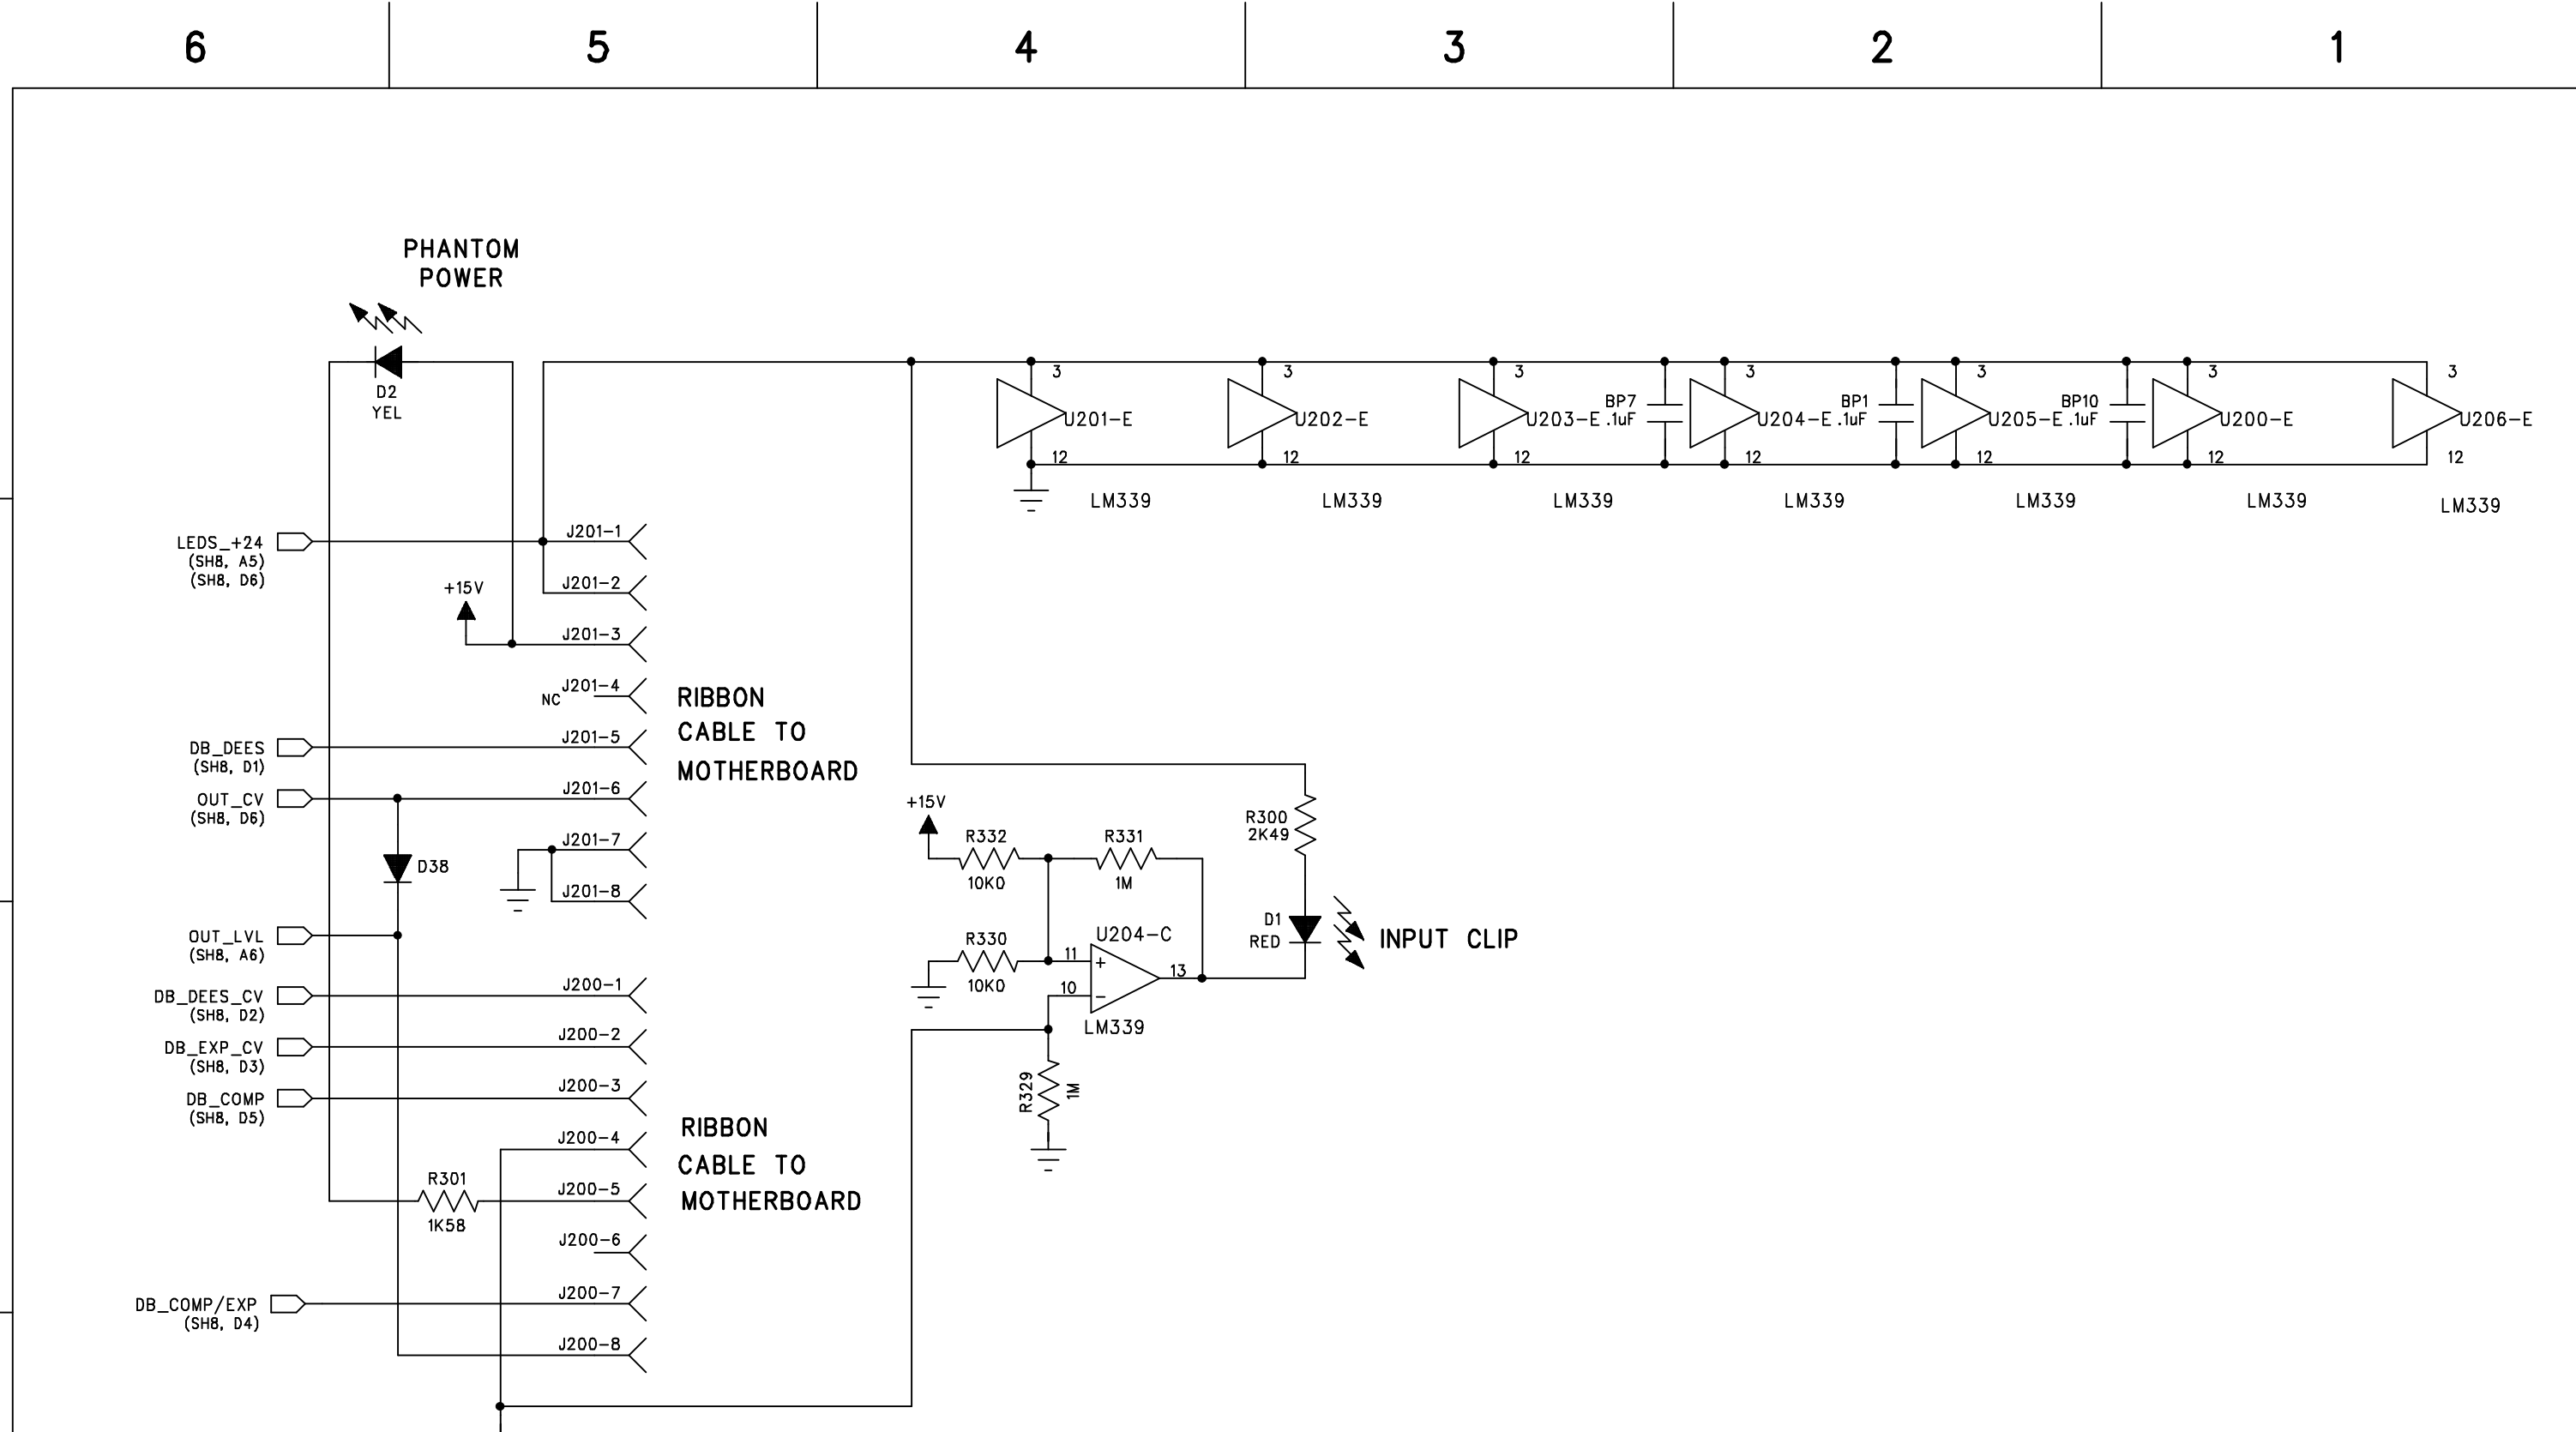 6 5 4 3 2 1
PHANTOM
POWER
D2
YEL
3 3 3 3 3 3 3
U201-E U202-E U203-E U204-E U205-E U200-E U206-E
BP7
.1uF
BP1
.1uF
BP10
.1uF
12 12 12 12 12 12 12
LM339 LM339 LM339 LM339 LM339 LM339 LM339
LEDS_+24
(SH8, A5)
(SH8, D6)
J201-1
J201-2
+15V
J201-3
NC
J201-4
RIBBON
CABLE TO
MOTHERBOARD
DB_DEES
(SH8, D1)
J201-5
OUT_CV
(SH8, D6)
J201-6
D38
J201-7
J201-8
OUT_LVL
(SH8, A6)
DB_DEES_CV
(SH8, D2)
J200-1
DB_EXP_CV
(SH8, D3)
J200-2
DB_COMP
(SH8, D5)
J200-3
J200-4
RIBBON
CABLE TO
MOTHERBOARD
R301
1K58
J200-5
J200-6
DB_COMP/EXP
(SH8, D4)
J200-7
J200-8
+15V
R332
10K0
R331
1M
R330
10K0
U204-C
11
+
10
−
13
LM339
R329
1M
R300
2K49
D1
RED
INPUT CLIP